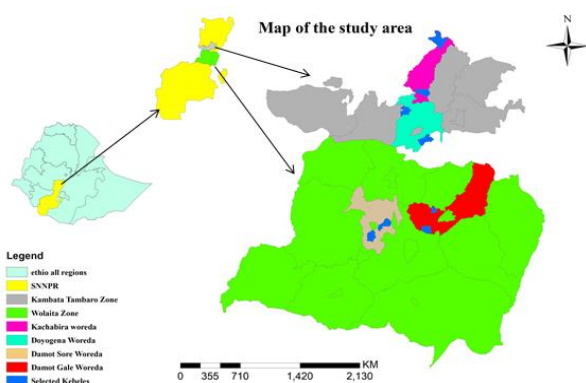 Map of the study area
N
Legend
ethio all regions
SNNPR
Kambata Tambaro Zone
Wolaita Zone
Kachabira woreda
Doyogena Woreda
Damot Sore Woreda
Damot Gale Woreda
Selected Kebeles
KM
0 355 710 1,420 2,130